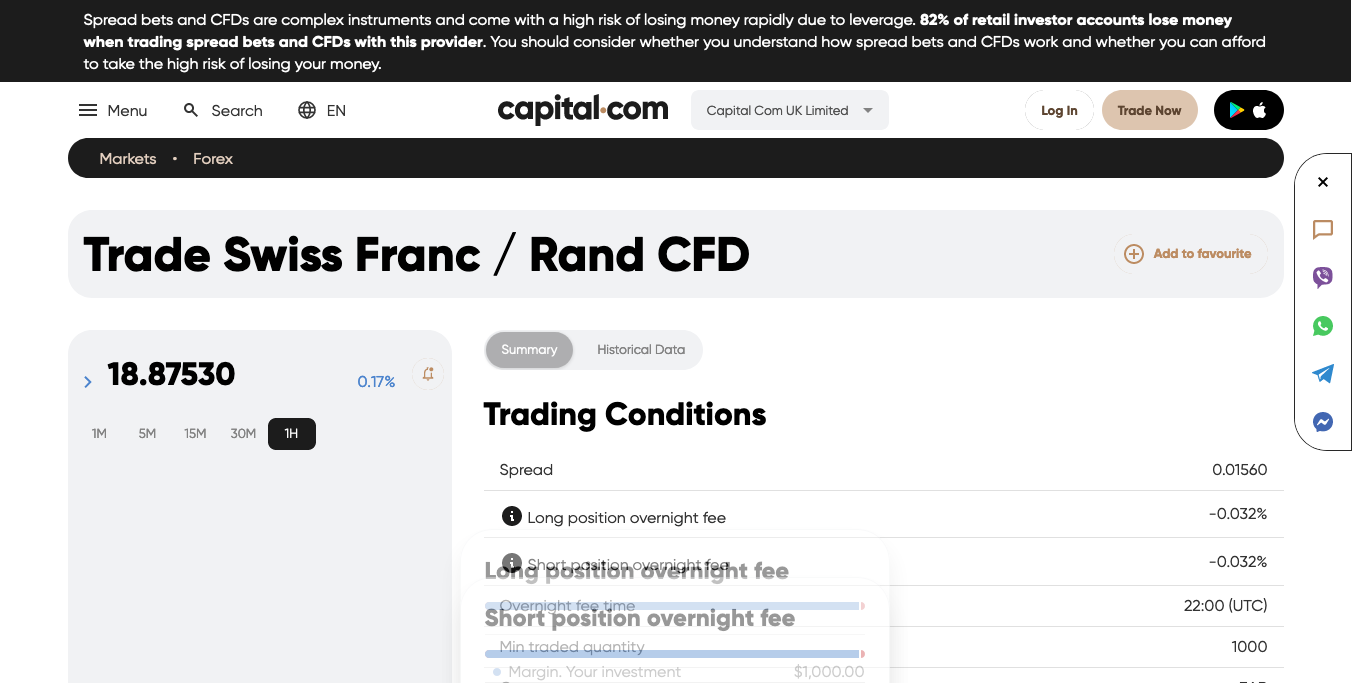 Spread bets and CFDs are complex instruments and come with a high risk of losing money rapidly due to leverage. 82% of retail investor accounts lose money
when trading spread bets and CFDs with this provider. You should consider whether you understand how spread bets and CFDs work and whether you can afford
to take the high risk of losing your money.
Menu Search EN capital.com Capital Com UK Limited Log In Trade Now
Markets • Forex
Trade Swiss Franc / Rand CFD Add to favourite
18.87530 0.17%
1M 5M 15M 30M 1H
Summary Historical Data
Trading Conditions
Spread 0.01560
Long position overnight fee -0.032%
Short position overnight fee -0.032%
Long position overnight fee
Overnight fee time 22:00 (UTC)
Short position overnight fee
Min traded quantity 1000
Margin. Your investment $1,000.00